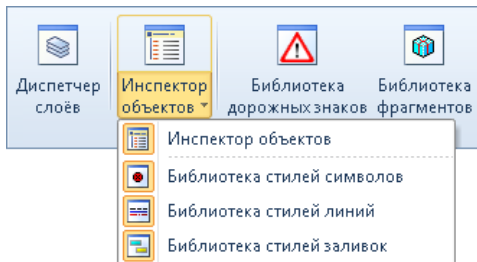 Диспетчер
слоёв
Инспектор
объектов
Библиотека
дорожных знаков
Библиотека
фрагментов
Инспектор объектов
Библиотека стилей символов
Библиотека стилей линий
Библиотека стилей заливок